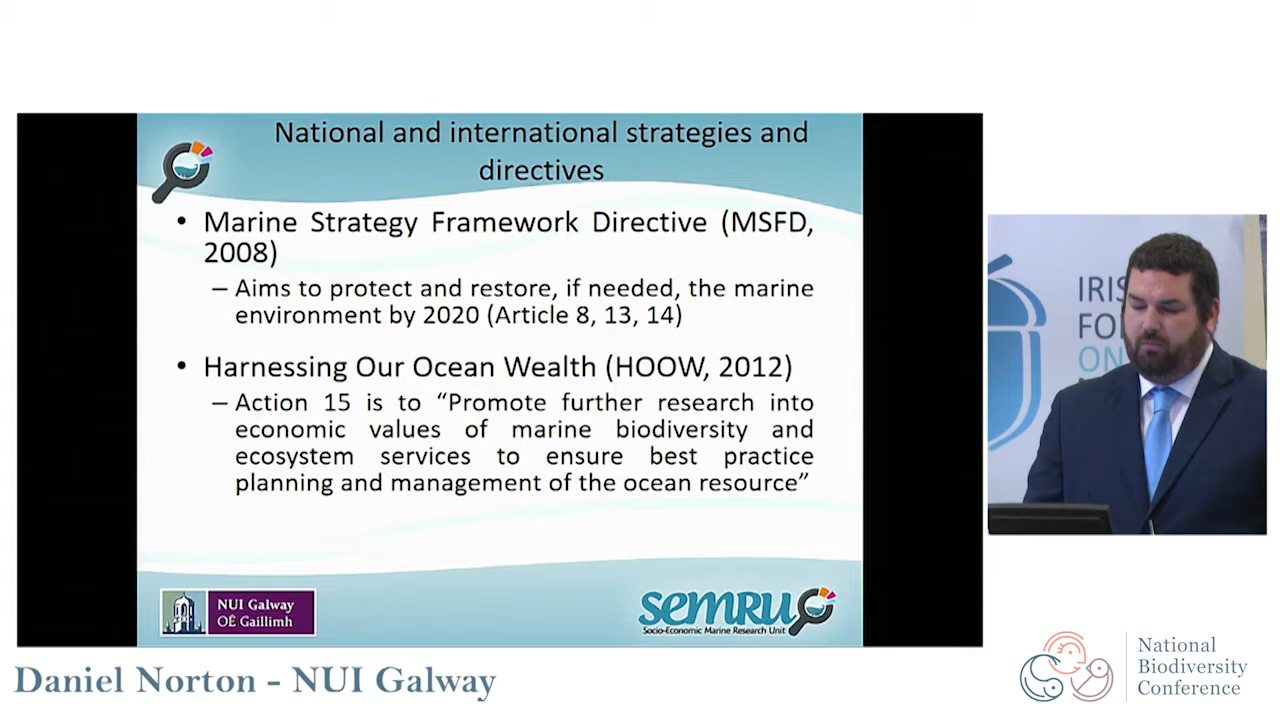 National and international strategies and
directives
• Marine Strategy Framework Directive (MSFD,
2008)
– Aims to protect and restore, if needed, the marine
environment by 2020 (Article 8, 13, 14)
• Harnessing Our Ocean Wealth (HOOW, 2012)
– Action 15 is to “Promote further research into
economic values of marine biodiversity and
ecosystem services to ensure best practice
planning and management of the ocean resource”
NUI Galway
OÉ Gaillimh
SEMRU
Socio-Economic Marine Research Unit
IRIS
FO
ON
Daniel Norton - NUI Galway
National
Biodiversity
Conference